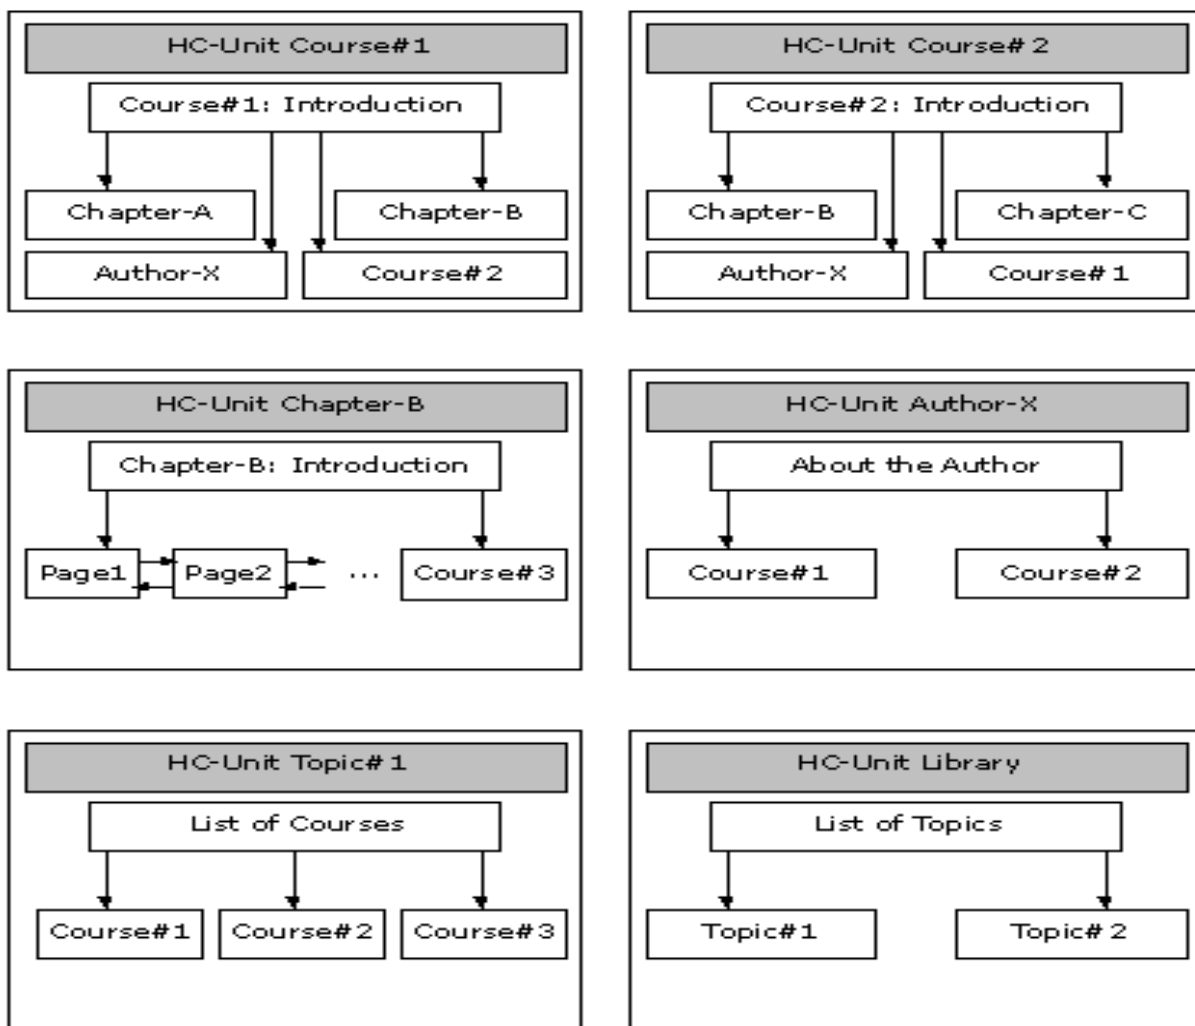 HC-Unit Course#1
Course#1: Introduction
Chapter-A
Chapter-B
Author-X
Course#2
HC-Unit Course#2
Course#2: Introduction
Chapter-B
Chapter-C
Author-X
Course#1
HC-Unit Chapter-B
Chapter-B: Introduction
Page1
Page2
...
Course#3
HC-Unit Author-X
About the Author
Course#1
Course#2
HC-Unit Topic#1
List of Courses
Course#1
Course#2
Course#3
HC-Unit Library
List of Topics
Topic#1
Topic#2